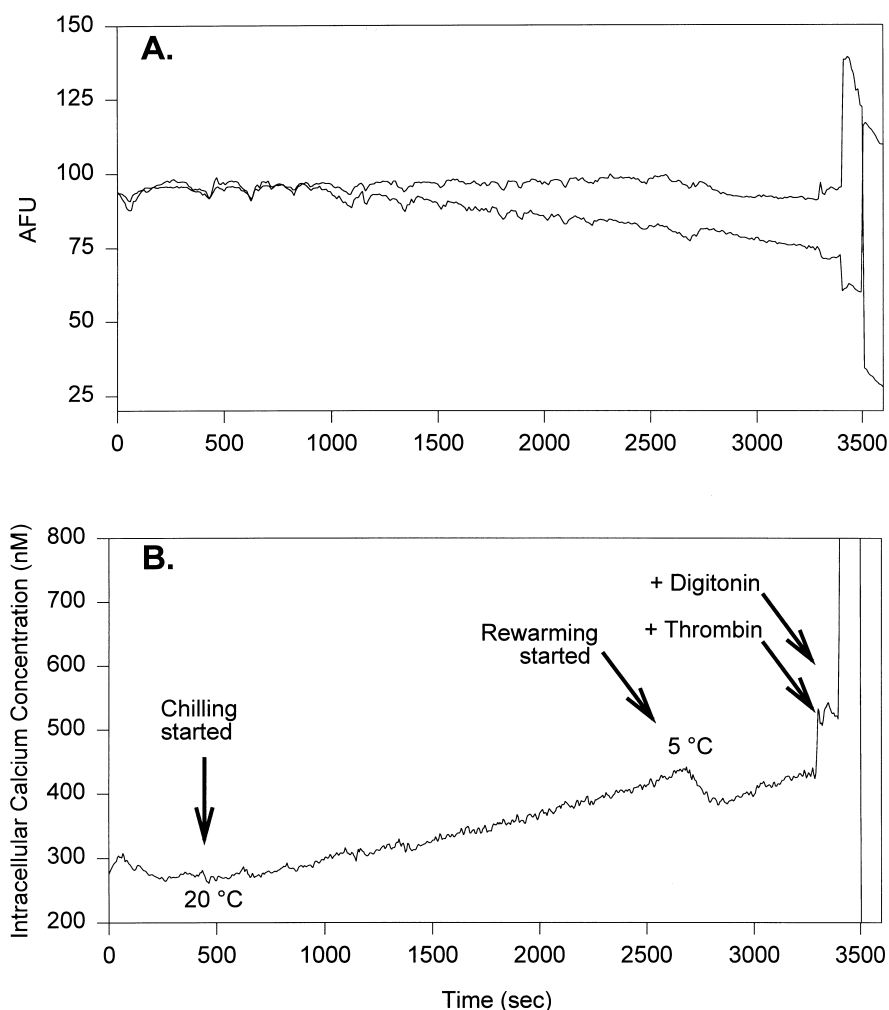 A.
AFU
150
125
100
75
50
25
0 500 1000 1500 2000 2500 3000 3500
B.
Intracellular Calcium Concentration (nM)
800
700
600
500
400
300
200
+ Digitonin
+ Thrombin
Rewarming
started
Chilling
started
5 °C
20 °C
0 500 1000 1500 2000 2500 3000 3500
Time (sec)